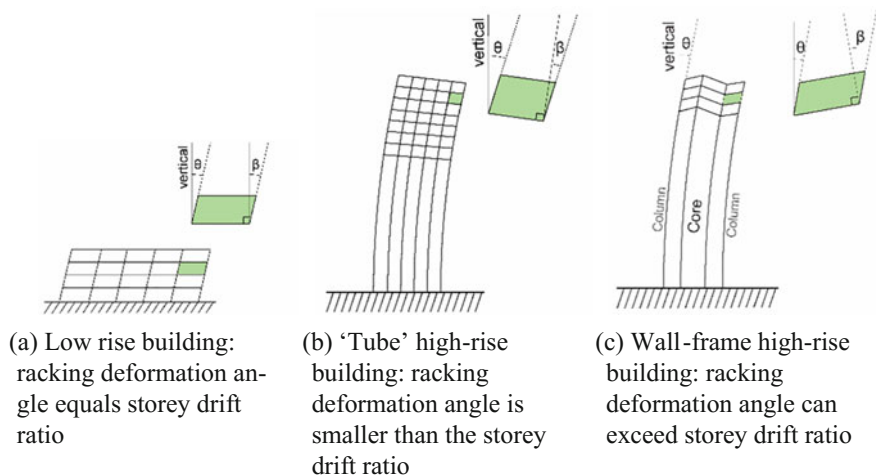 vertical
Φ
β
(a) Low rise building:
racking deformation an-
gle equals storey drift
ratio
vertical
Φ
β
(b) ‘Tube’ high-rise
building: racking
deformation angle is
smaller than the storey
drift ratio
vertical
θ
θ
β
Column
Core
Column
(c) Wall-frame high-rise
building: racking
deformation angle can
exceed storey drift ratio